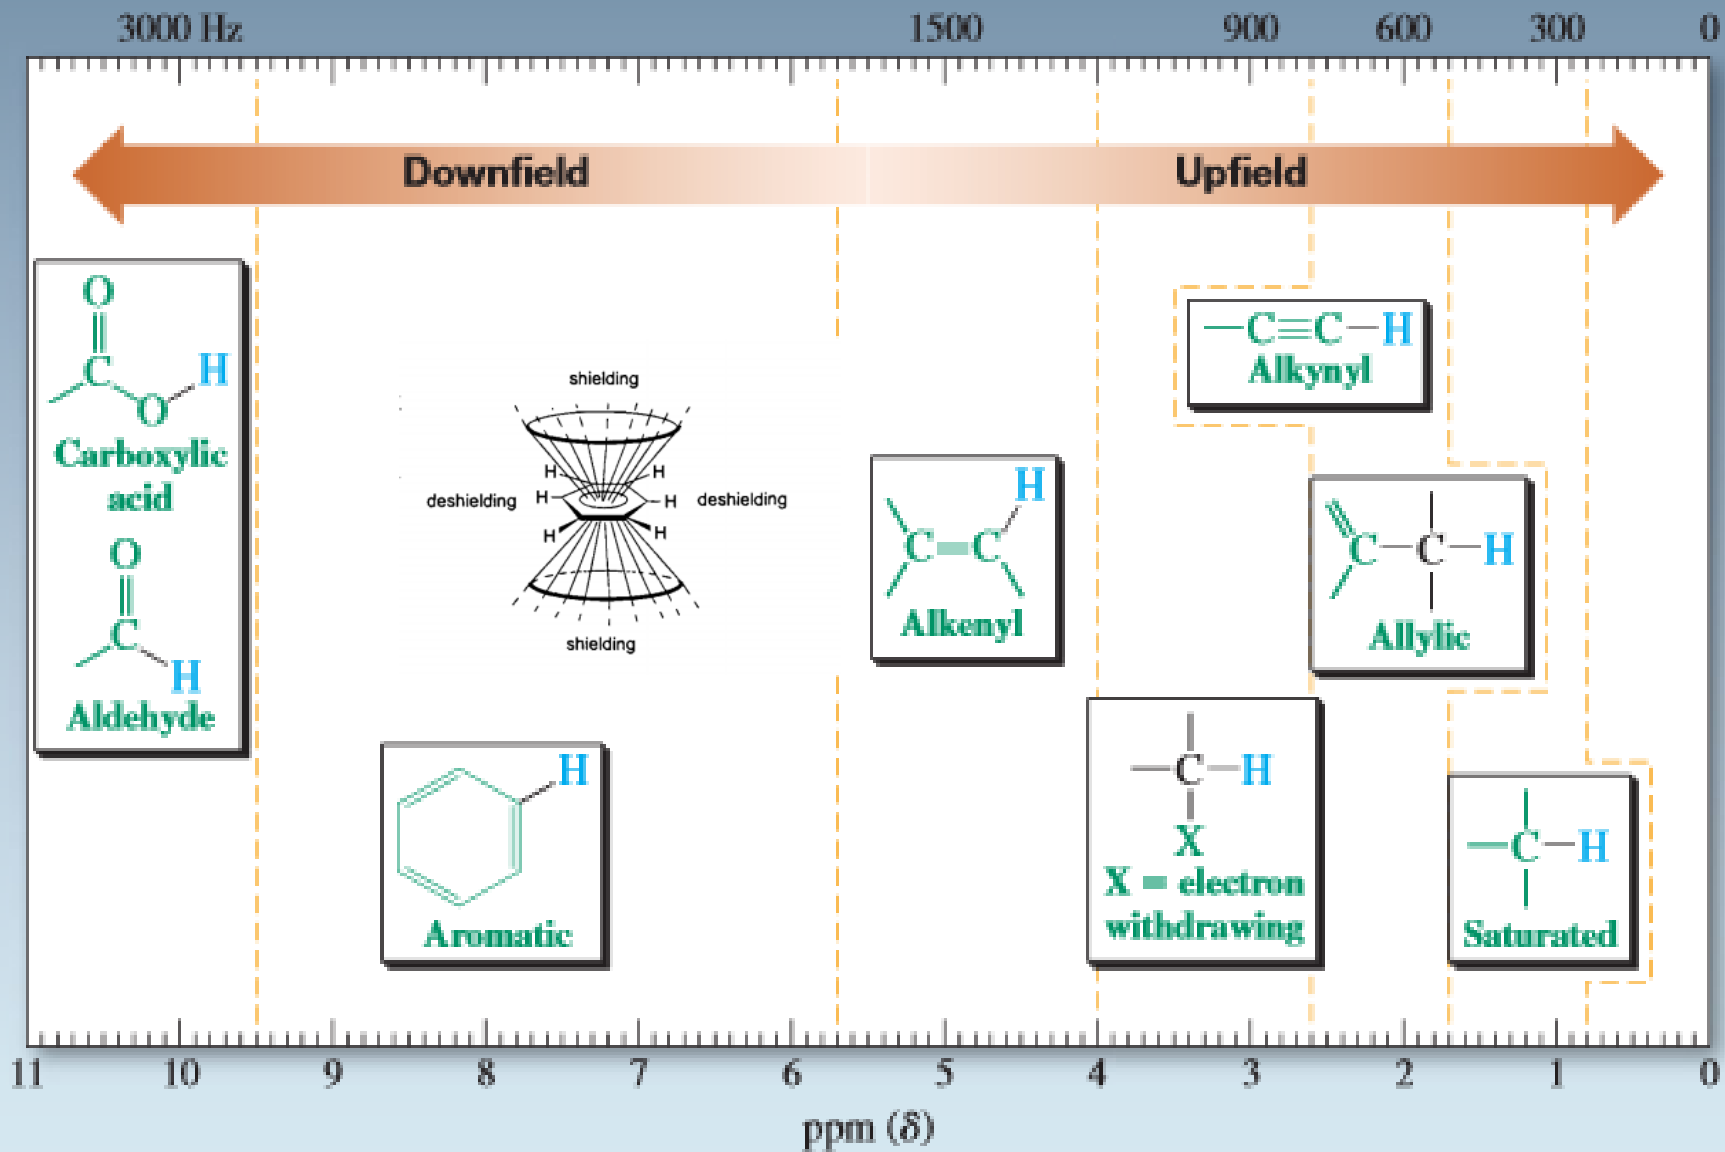 3000 Hz 1500 900 600 300 0
Downfield Upfield
O
C
O
H
Carboxylic
acid
O
C
H
Aldehyde
shielding
H H
deshielding H H deshielding
H H
shielding
H
Aromatic
H
C=C
Alkenyl
—C≡C—H
Alkynyl
C—C—H
Allylic
—C—H
X
X = electron
withdrawing
—C—H
Saturated
11 10 9 8 7 6 5 4 3 2 1 0
ppm (δ)